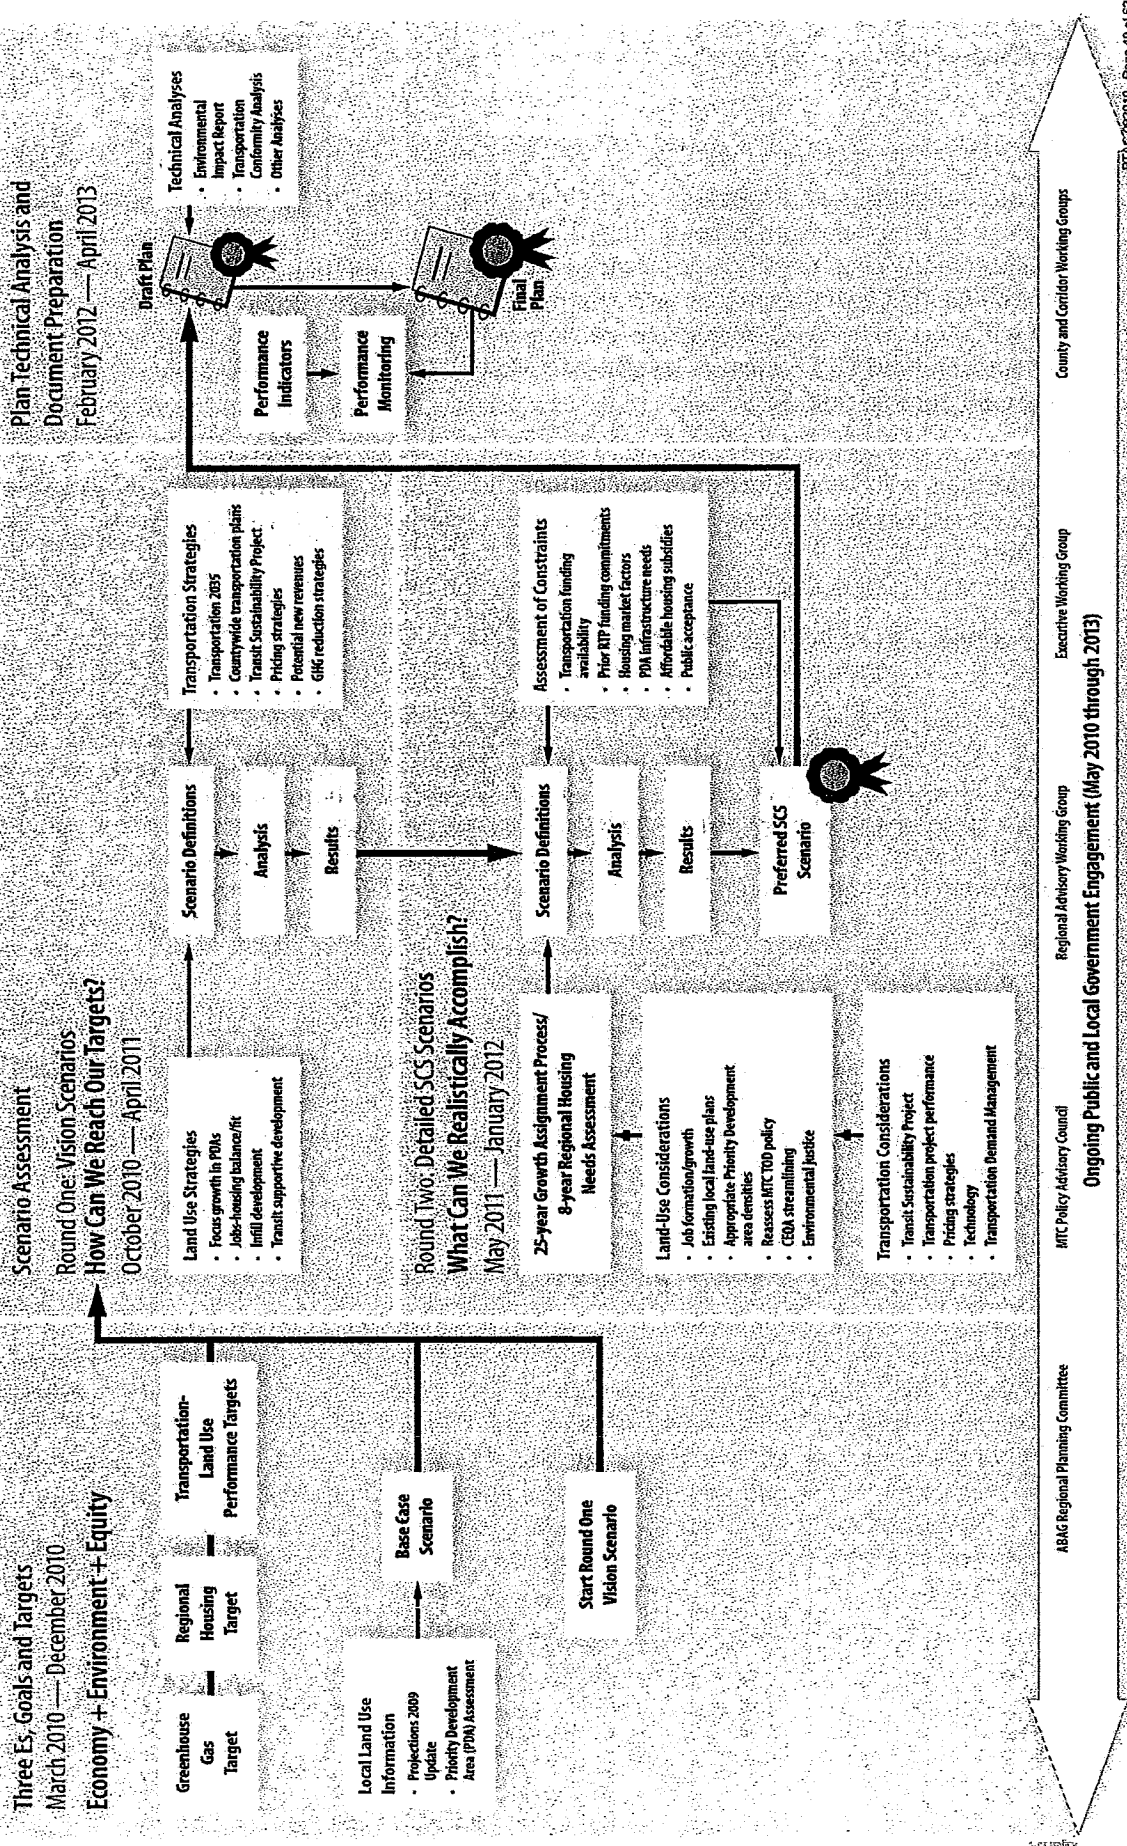 Three Es, Goals and Targets
March 2010 — December 2010
Economy + Environment + Equity
Greenhouse
Gas
Target
Regional
Housing
Target
Transportation-
Land Use
Performance Targets
Local Land Use
Information
• Projections 2009
Update
• Priority Development
Area (PDA) Assessment
Base Case
Scenario
Start Round One
Vision Scenario
Scenario Assessment
Round One: Vision Scenarios
How Can We Reach Our Targets?
October 2010 — April 2011
Land Use Strategies
• Focus growth in PDAs
• Jobs-housing balance/fit
• Infill development
• Transit supportive development
Scenario Definitions
Analysis
Results
Transportation Strategies
• Transportation 2035
• Countywide transportation plans
• Transit Sustainability Project
• Pricing strategies
• Potential new revenues
• GHG reduction strategies
Round Two: Detailed SCS Scenarios
What Can We Realistically Accomplish?
May 2011 — January 2012
25-year Growth Assignment Process/
8-year Regional Housing
Needs Assessment
Land-Use Considerations
• Job formation/growth
• Existing local land-use plans
• Appropriate Priority Development
area densities
• Reassess MTC TOD policy
• CEQA streamlining
• Environmental justice
Transportation Considerations
• Transit Sustainability Project
• Transportation project performance
• Pricing strategies
• Technology
• Transportation Demand Management
Scenario Definitions
Analysis
Results
Preferred SCS
Scenario
Assessment of Constraints
• Transportation funding
availability
• Prior RTP funding commitments
• Housing market factors
• PDA infrastructure needs
• Affordable housing subsidies
• Public acceptance
Plan Technical Analysis and
Document Preparation
February 2012 — April 2013
Draft Plan
Technical Analyses
• Environmental
Impact Report
• Transportation
Conformity Analysis
• Other Analyses
Performance
Indicators
Performance
Monitoring
Final
Plan
ABAG Regional Planning Committee
MTC Policy Advisory Council
Regional Advisory Working Group
Executive Working Group
County and Corridor Working Groups
Ongoing Public and Local Government Engagement (May 2010 through 2013)